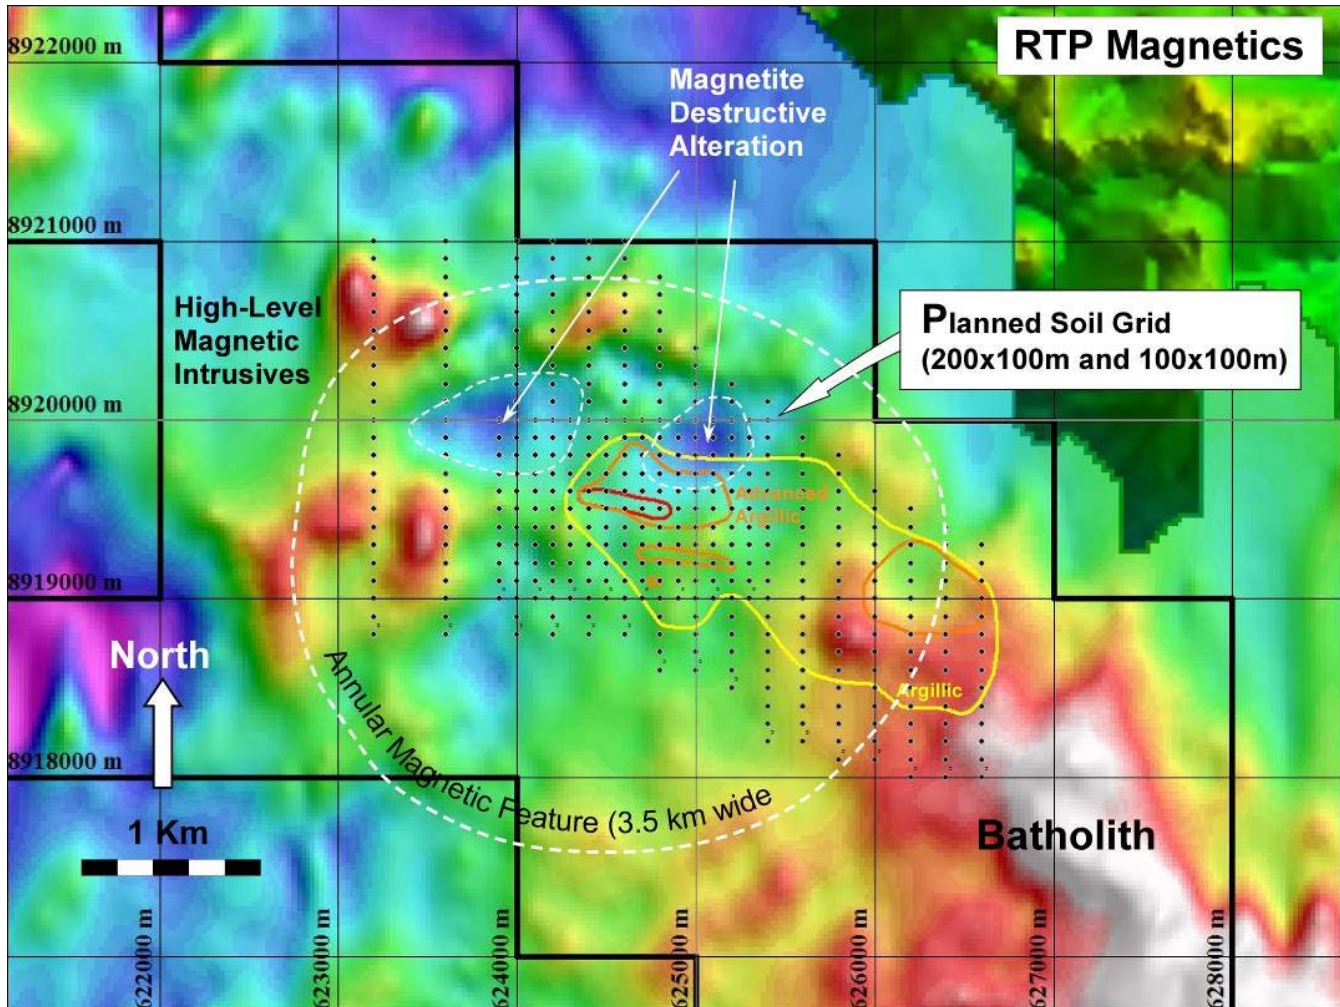 RTP Magnetics
8922000 m
Magnetite
Destructive
Alteration
8921000 m
High-Level
Magnetic
Intrusives
Planned Soil Grid
(200x100m and 100x100m)
8920000 m
Advanced
Argillic
8919000 m
North
Annular Magnetic Feature (3.5 km wide
Argillic
8918000 m
1 Km
Batholith
622000 m
623000 m
624000 m
625000 m
626000 m
627000 m
628000 m